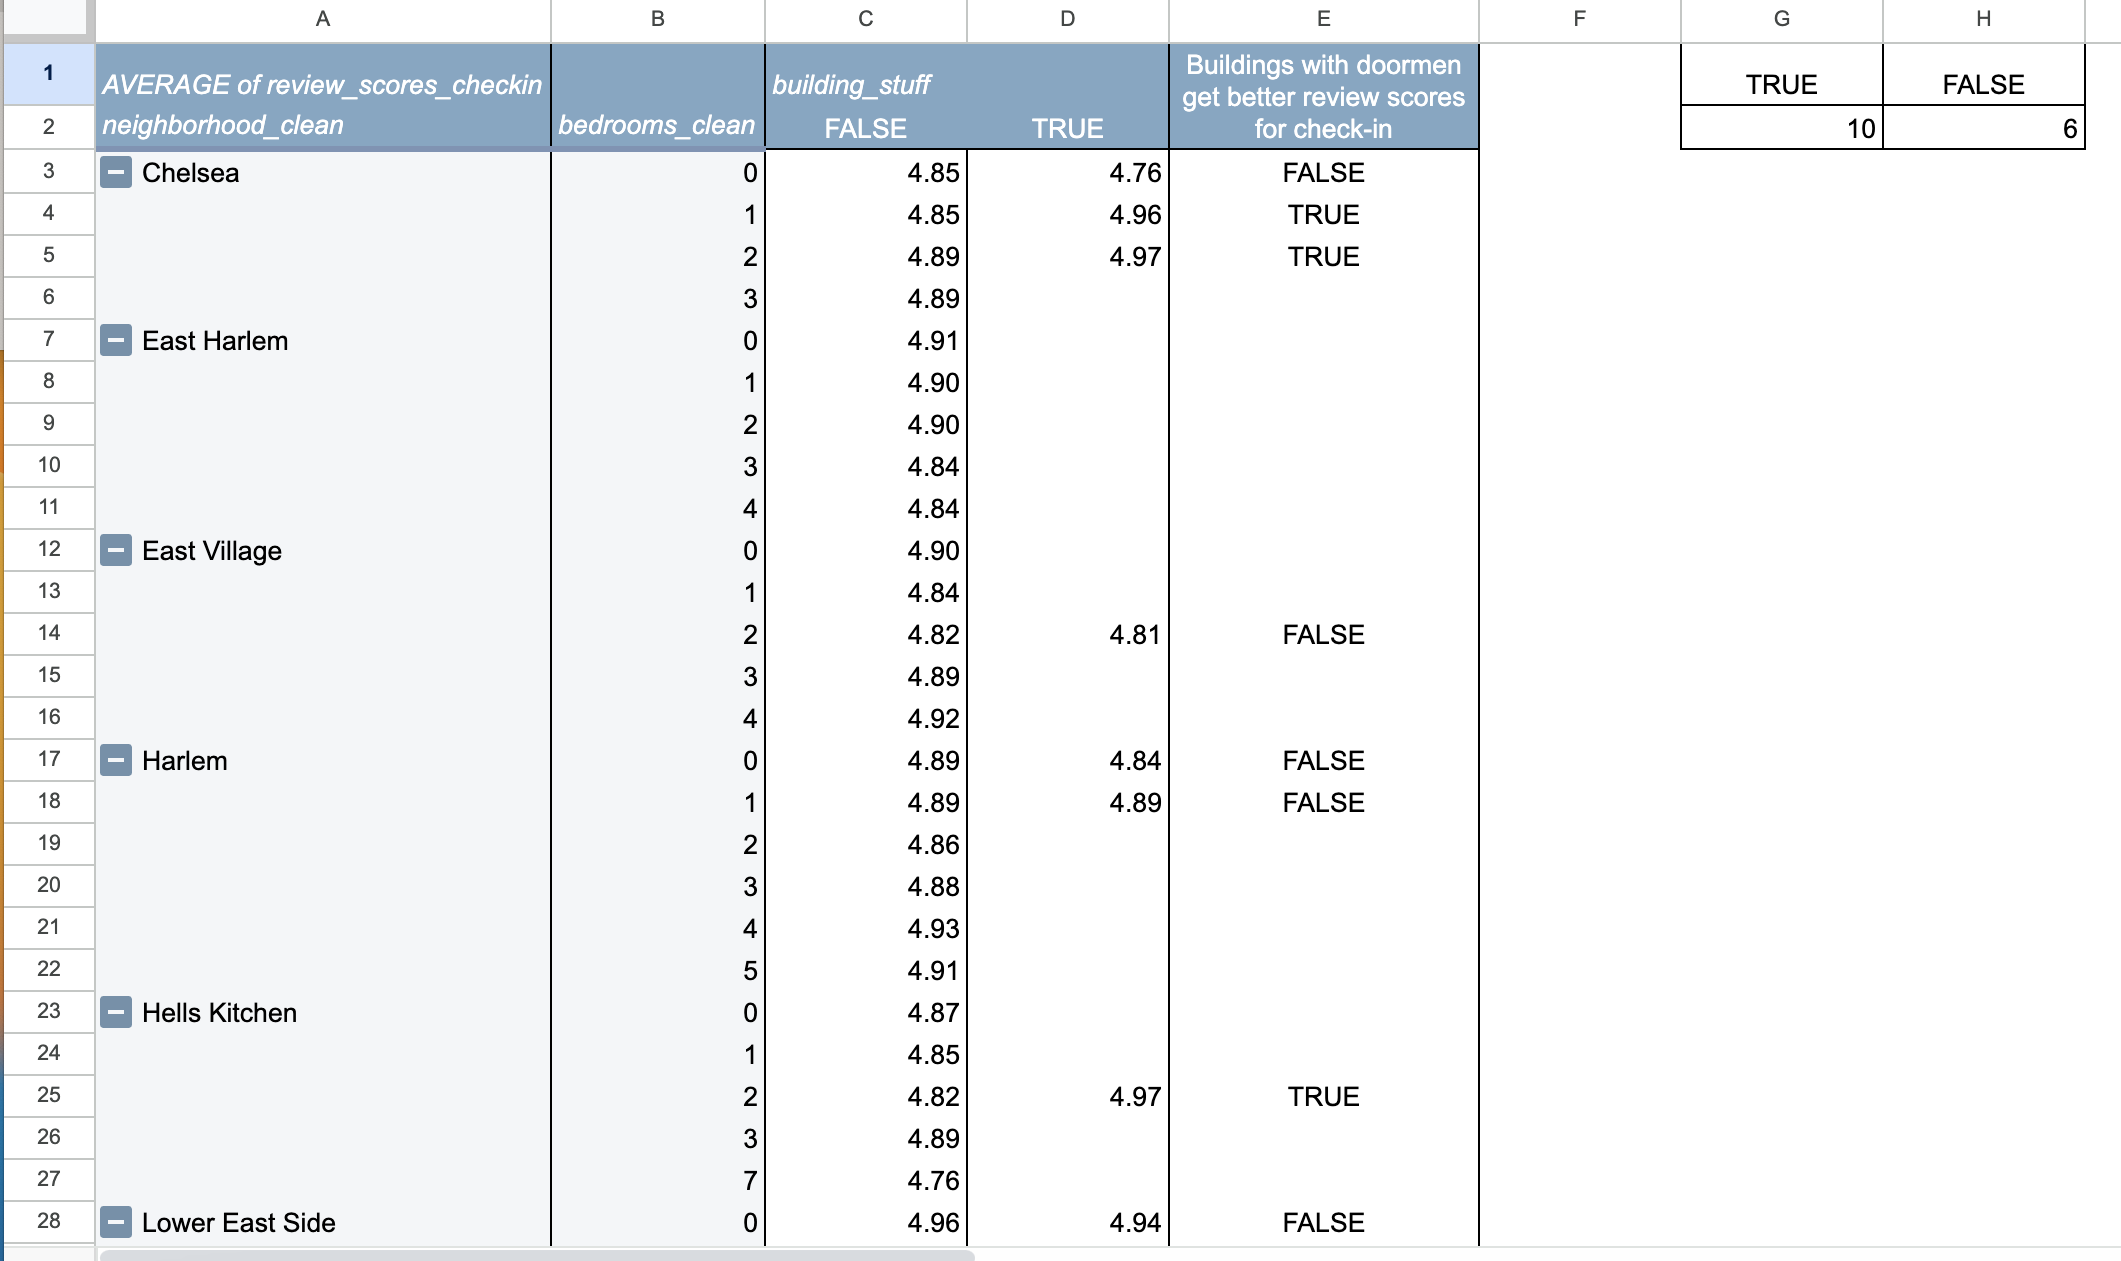 A B C D E F G H
1 AVERAGE of review_scores_checkin building_stuff Buildings with doormen get better review scores for check-in TRUE FALSE
2 neighborhood_clean bedrooms_clean FALSE TRUE 10 6
3 Chelsea 0 4.85 4.76 FALSE
4 1 4.85 4.96 TRUE
5 2 4.89 4.97 TRUE
6 3 4.89
7 East Harlem 0 4.91
8 1 4.90
9 2 4.90
10 3 4.84
11 4 4.84
12 East Village 0 4.90
13 1 4.84
14 2 4.82 4.81 FALSE
15 3 4.89
16 4 4.92
17 Harlem 0 4.89 4.84 FALSE
18 1 4.89 4.89 FALSE
19 2 4.86
20 3 4.88
21 4 4.93
22 5 4.91
23 Hells Kitchen 0 4.87
24 1 4.85
25 2 4.82 4.97 TRUE
26 3 4.89
27 7 4.76
28 Lower East Side 0 4.96 4.94 FALSE